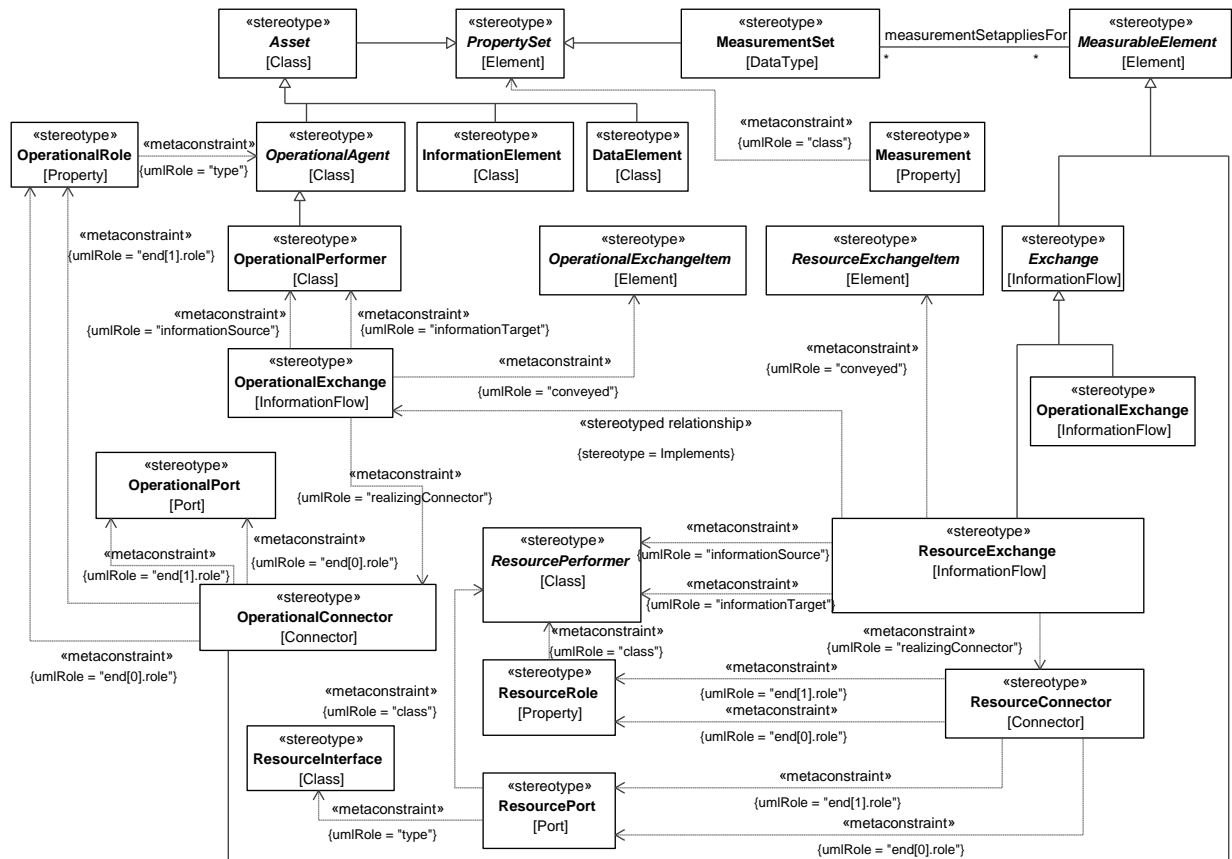 «stereotype»
Asset
[Class]
«stereotype»
PropertySet
[Element]
«stereotype»
MeasurementSet
[DataType]
measurementSetappliesFor
*
*
«stereotype»
MeasurableElement
[Element]
«stereotype»
OperationalRole
[Property]
«metaconstraint»
{umlRole = "type"}
«stereotype»
OperationalAgent
[Class]
«stereotype»
InformationElement
[Class]
«stereotype»
DataElement
[Class]
«metaconstraint»
{umlRole = "class"}
«stereotype»
Measurement
[Property]
«metaconstraint»
{umlRole = "end[1].role"}
«stereotype»
OperationalPerformer
[Class]
«stereotype»
OperationalExchangeItem
[Element]
«stereotype»
ResourceExchangeItem
[Element]
«stereotype»
Exchange
[InformationFlow]
«metaconstraint»
{umlRole = "informationSource"}
«metaconstraint»
{umlRole = "informationTarget"}
«stereotype»
OperationalExchange
[InformationFlow]
«metaconstraint»
{umlRole = "conveyed"}
«metaconstraint»
{umlRole = "conveyed"}
«stereotype»
OperationalExchange
[InformationFlow]
«stereotyped relationship»
{stereotype = Implements}
«stereotype»
OperationalPort
[Port]
«metaconstraint»
{umlRole = "realizingConnector"}
«metaconstraint»
{umlRole = "end[1].role"}
«metaconstraint»
{umlRole = "end[0].role"}
«stereotype»
ResourcePerformer
[Class]
«metaconstraint»
{umlRole = "informationSource"}
«metaconstraint»
{umlRole = "informationTarget"}
«stereotype»
ResourceExchange
[InformationFlow]
«stereotype»
OperationalConnector
[Connector]
«metaconstraint»
{umlRole = "end[0].role"}
«metaconstraint»
{umlRole = "class"}
«metaconstraint»
{umlRole = "realizingConnector"}
«metaconstraint»
{umlRole = "class"}
«stereotype»
ResourceRole
[Property]
«metaconstraint»
{umlRole = "end[1].role"}
«metaconstraint»
{umlRole = "end[0].role"}
«stereotype»
ResourceConnector
[Connector]
«stereotype»
ResourceInterface
[Class]
«metaconstraint»
{umlRole = "type"}
«stereotype»
ResourcePort
[Port]
«metaconstraint»
{umlRole = "end[1].role"}
«metaconstraint»
{umlRole = "end[0].role"}